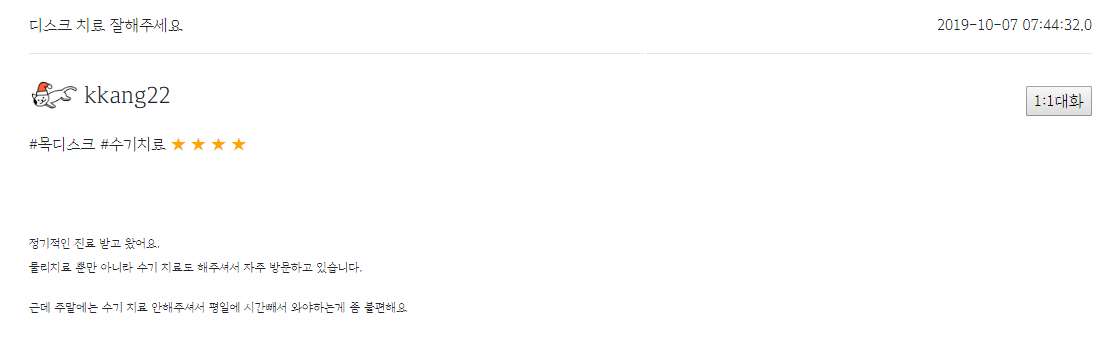 디스크 치료 잘해주세요
2019-10-07 07:44:32.0
kkang22
1:1대화
#목디스크 #수기치료 ★ ★ ★ ★
정기적인 진료 받고 왔어요.
물리치료 뿐만 아니라 수기 치료도 해주셔서 자주 방문하고 있습니다.
근데 주말에는 수기 치료 안해주셔서 평일에 시간빼서 와야하는게 좀 불편해요